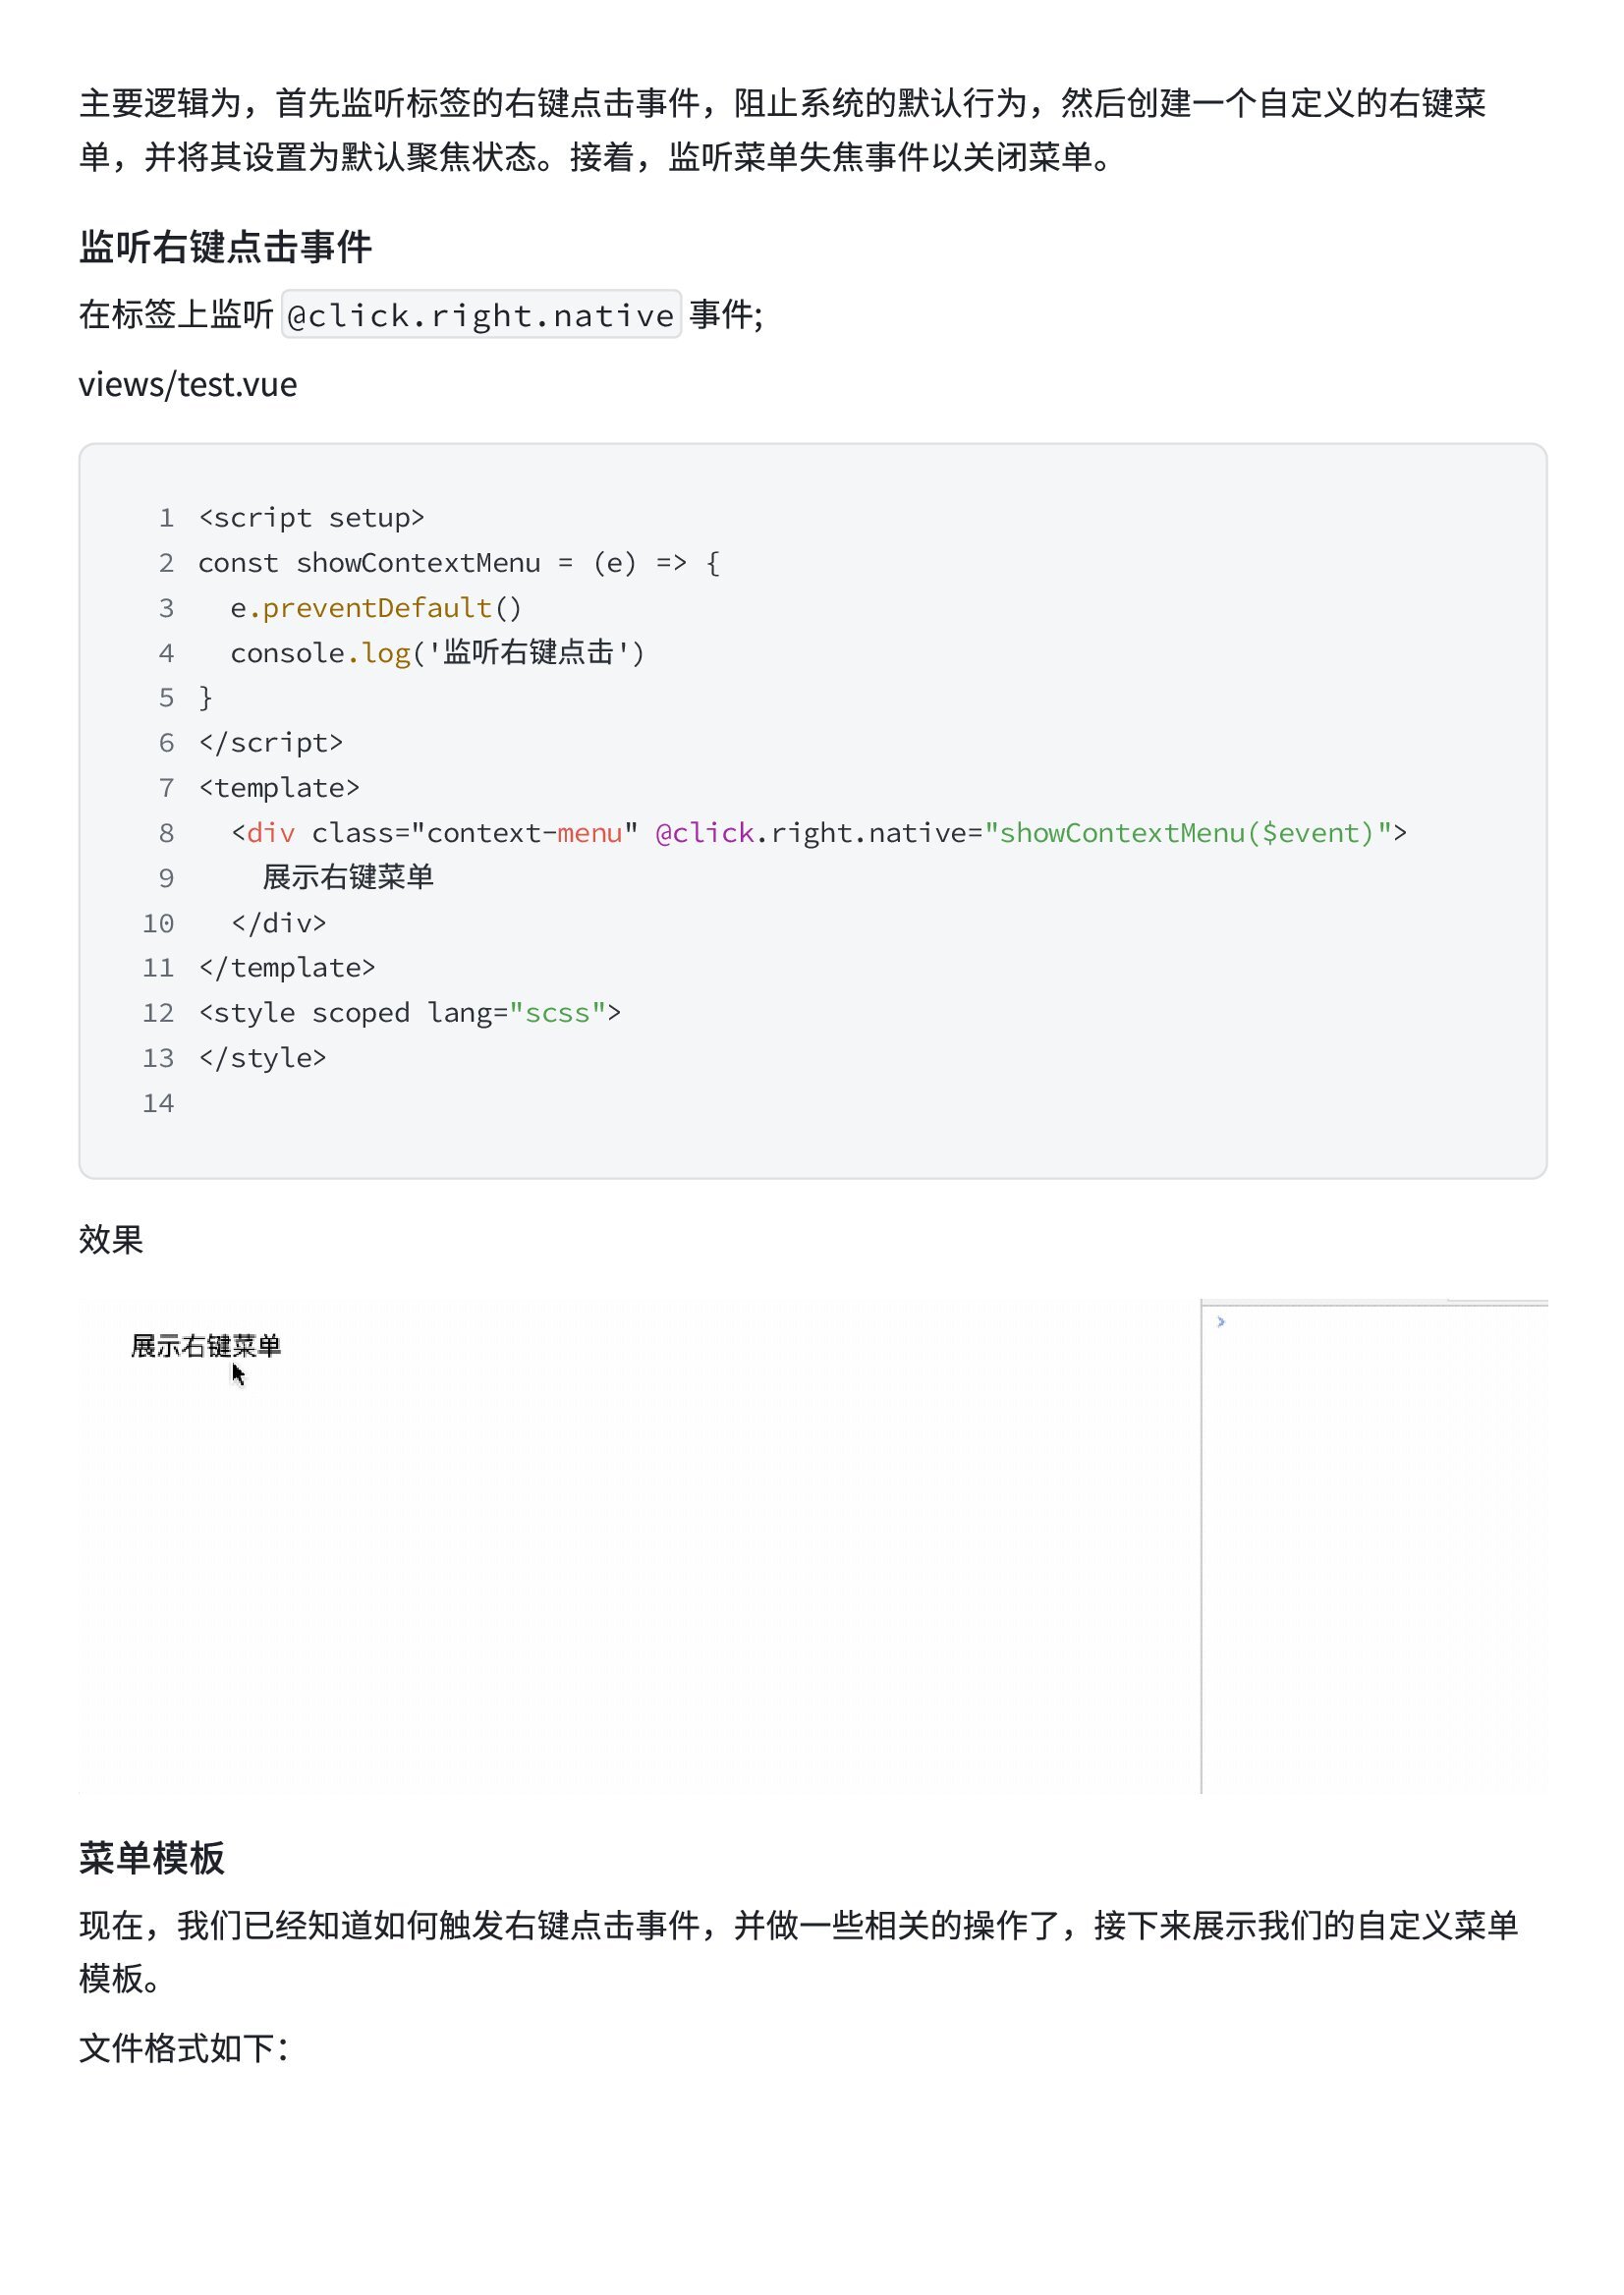 主要逻辑为，首先监听标签的右键点击事件，阻止系统的默认行为，然后创建一个自定义的右键菜
单，并将其设置为默认聚焦状态。接着，监听菜单失焦事件以关闭菜单。
监听右键点击事件
在标签上监听 @click.right.native 事件;
views/test.vue
1 <script setup>
2 const showContextMenu = (e) => {
3   e.preventDefault()
4   console.log('监听右键点击')
5 }
6 </script>
7 <template>
8   <div class="context-menu" @click.right.native="showContextMenu($event)">
9     展示右键菜单
10   </div>
11 </template>
12 <style scoped lang="scss">
13 </style>
14
效果
展示右键菜单
菜单模板
现在，我们已经知道如何触发右键点击事件，并做一些相关的操作了，接下来展示我们的自定义菜单
模板。
文件格式如下：